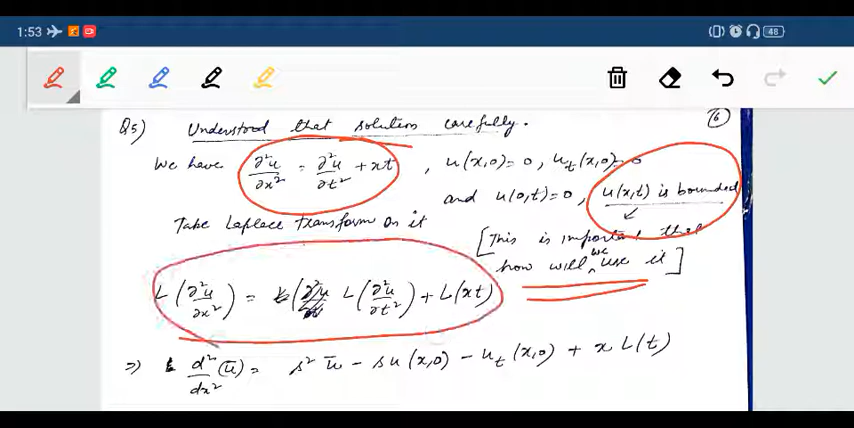 1:53
48
Q5) Understood that solution carefully. (6)
We have ∂²u/∂x² = ∂²u/∂t² + xt, u(x,0)=0, u_t(x,0)=0
and u(0,t)=0, u(x,t) is bounded
Take Laplace transform on it
[This is important that
how will we use it]
L(∂²u/∂x²) = L(∂²u/∂t²) + L(xt)
⇒ d²/dx² (ū) = s² ū - s u(x,0) - u_t(x,0) + x L(t)